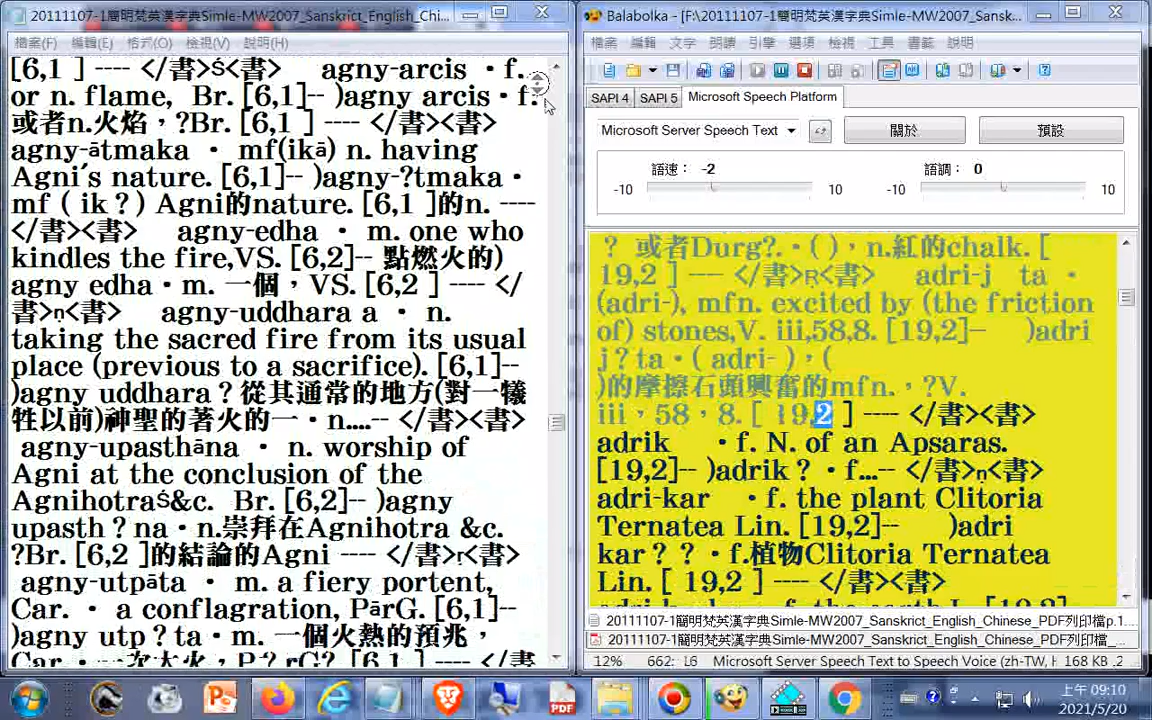 20111107-1簡明梵英漢字典Simle-MW2007_Sanskrict_English_Chi...
檔案(F) 編輯(E) 格式(O) 檢視(V) 說明(H)
[6,1 ] ---- </書>Ś<書> agny-arcis • f.
or n. flame, Br. [6,1]-- )agny arcis • f.
或者n.火焰，?Br. [6,1 ] ---- </書><書>
agny-ātmaka • mf(ikā) n. having
Agni's nature. [6,1]-- )agny-?tmaka •
mf ( ik ? ) Agni的nature. [6,1 ]的n. ----
</書><書> agny-edha • m. one who
kindles the fire,VS. [6,2]-- 點燃火的)
agny edha • m. 一個，VS. [6,2 ] ---- </
書>ṇ<書> agny-uddhara a • n.
taking the sacred fire from its usual
place (previous to a sacrifice). [6,1]--
)agny uddhara ? 從其通常的地方(對一犧
牲以前)神聖的著火的一 • n.... </書><書>
agny-upasthāna • n. worship of
Agni at the conclusion of the
AgnihotraŚ&c. Br. [6,2]-- )agny
upasth ? na • n.崇拜在Agnihotra &c.
?Br. [6,2 ]的結論的Agni ---- </書>r<書>
agny-utpāta • m. a fiery portent,
Car. • a conflagration, PārG. [6,1]--
)agny utp ? ta • m. 一個火熱的預兆，
Car • 一次大火，P ? rG? [6,1 ] ---- </書
Balabolka - [F:\20111107-1簡明梵英漢字典Simle-MW2007_Sansk...
檔案 編輯 文字 朗讀 引擎 選項 檢視 工具 書籤 說明
SAPI 4 SAPI 5 Microsoft Speech Platform
Microsoft Server Speech Text 關於 預設
語速： -2 語調： 0
-10 10 -10 10
? 或者Durg?. • ( )，n.紅的chalk. [
19,2 ] ---- </書>Ṛ<書> adri-j ta •
(adri-), mfn. excited by (the friction
of) stones,V. iii,58,8. [19,2]-- )adri
j ? ta • ( adri- )，(
)的摩擦石頭興奮的mfn.，?V.
iii，58，8. [ 19,2 ] ---- </書><書>
adrik • f. N. of an Apsaras.
[19,2]-- )adrik ? • f... </書>ṇ<書>
adri-kar • f. the plant Clitoria
Ternatea Lin. [19,2]-- )adri
kar ? ? • f.植物Clitoria Ternatea
Lin. [ 19,2 ] ---- </書><書>
20111107-1簡明梵英漢字典Simle-MW2007_Sanskrict_English_Chinese_PDF列印檔p.1...
20111107-1簡明梵英漢字典Simle-MW2007_Sanskrict_English_Chinese_PDF列印檔_...
12% 662: 16 Microsoft Server Speech Text to Speech Voice (zh-TW, H 168 KB
上午 09:10
2021/5/20